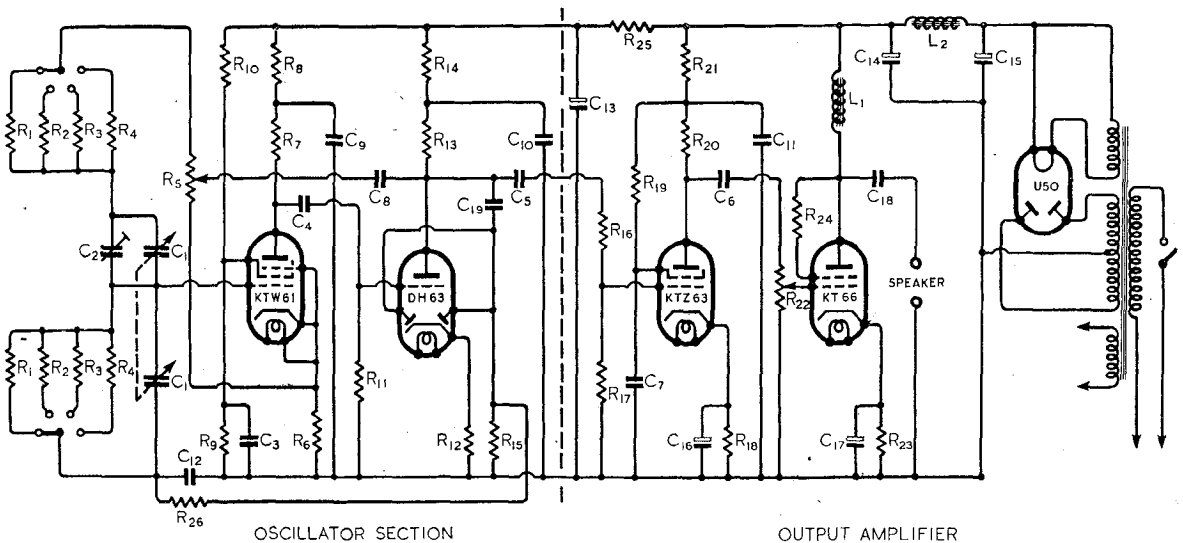 R10
R8
R14
R25
R21
L2
C14
C15
C13
L1
R1
R2
R3
R4
R7
C9
R13
C10
R20
C11
R19
R5
C8
C5
C6
C18
U50
C4
C19
R16
R24
C2
C1
KTW61
DH63
KTZ63
R22
KT66
SPEAKER
R1
R2
R3
R4
C1
R11
C7
R17
R9
C3
R6
R12
R15
C16
R18
C17
R23
C12
R26
OSCILLATOR SECTION
OUTPUT AMPLIFIER